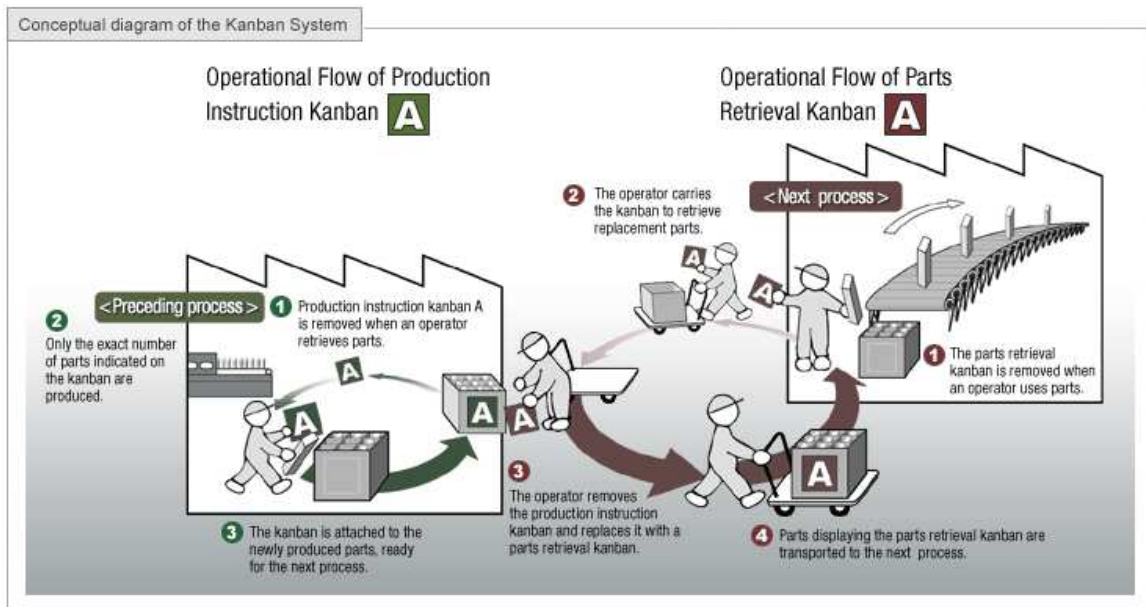 Conceptual diagram of the Kanban System
Operational Flow of Production
Instruction Kanban A
Operational Flow of Parts
Retrieval Kanban A
2 The operator carries
the kanban to retrieve
replacement parts.
<Next process>
A
A
<Preceding process>
1 Production instruction kanban A
is removed when an operator
retrieves parts.
2
Only the exact number
of parts indicated on
the kanban are
produced.
1 The parts retrieval
kanban is removed when
an operator uses parts.
A
A
A
A
A
3
The operator removes
the production instruction
kanban and replaces it with a
parts retrieval kanban.
3 The kanban is attached to the
newly produced parts, ready
for the next process.
4 Parts displaying the parts retrieval kanban are
transported to the next process.